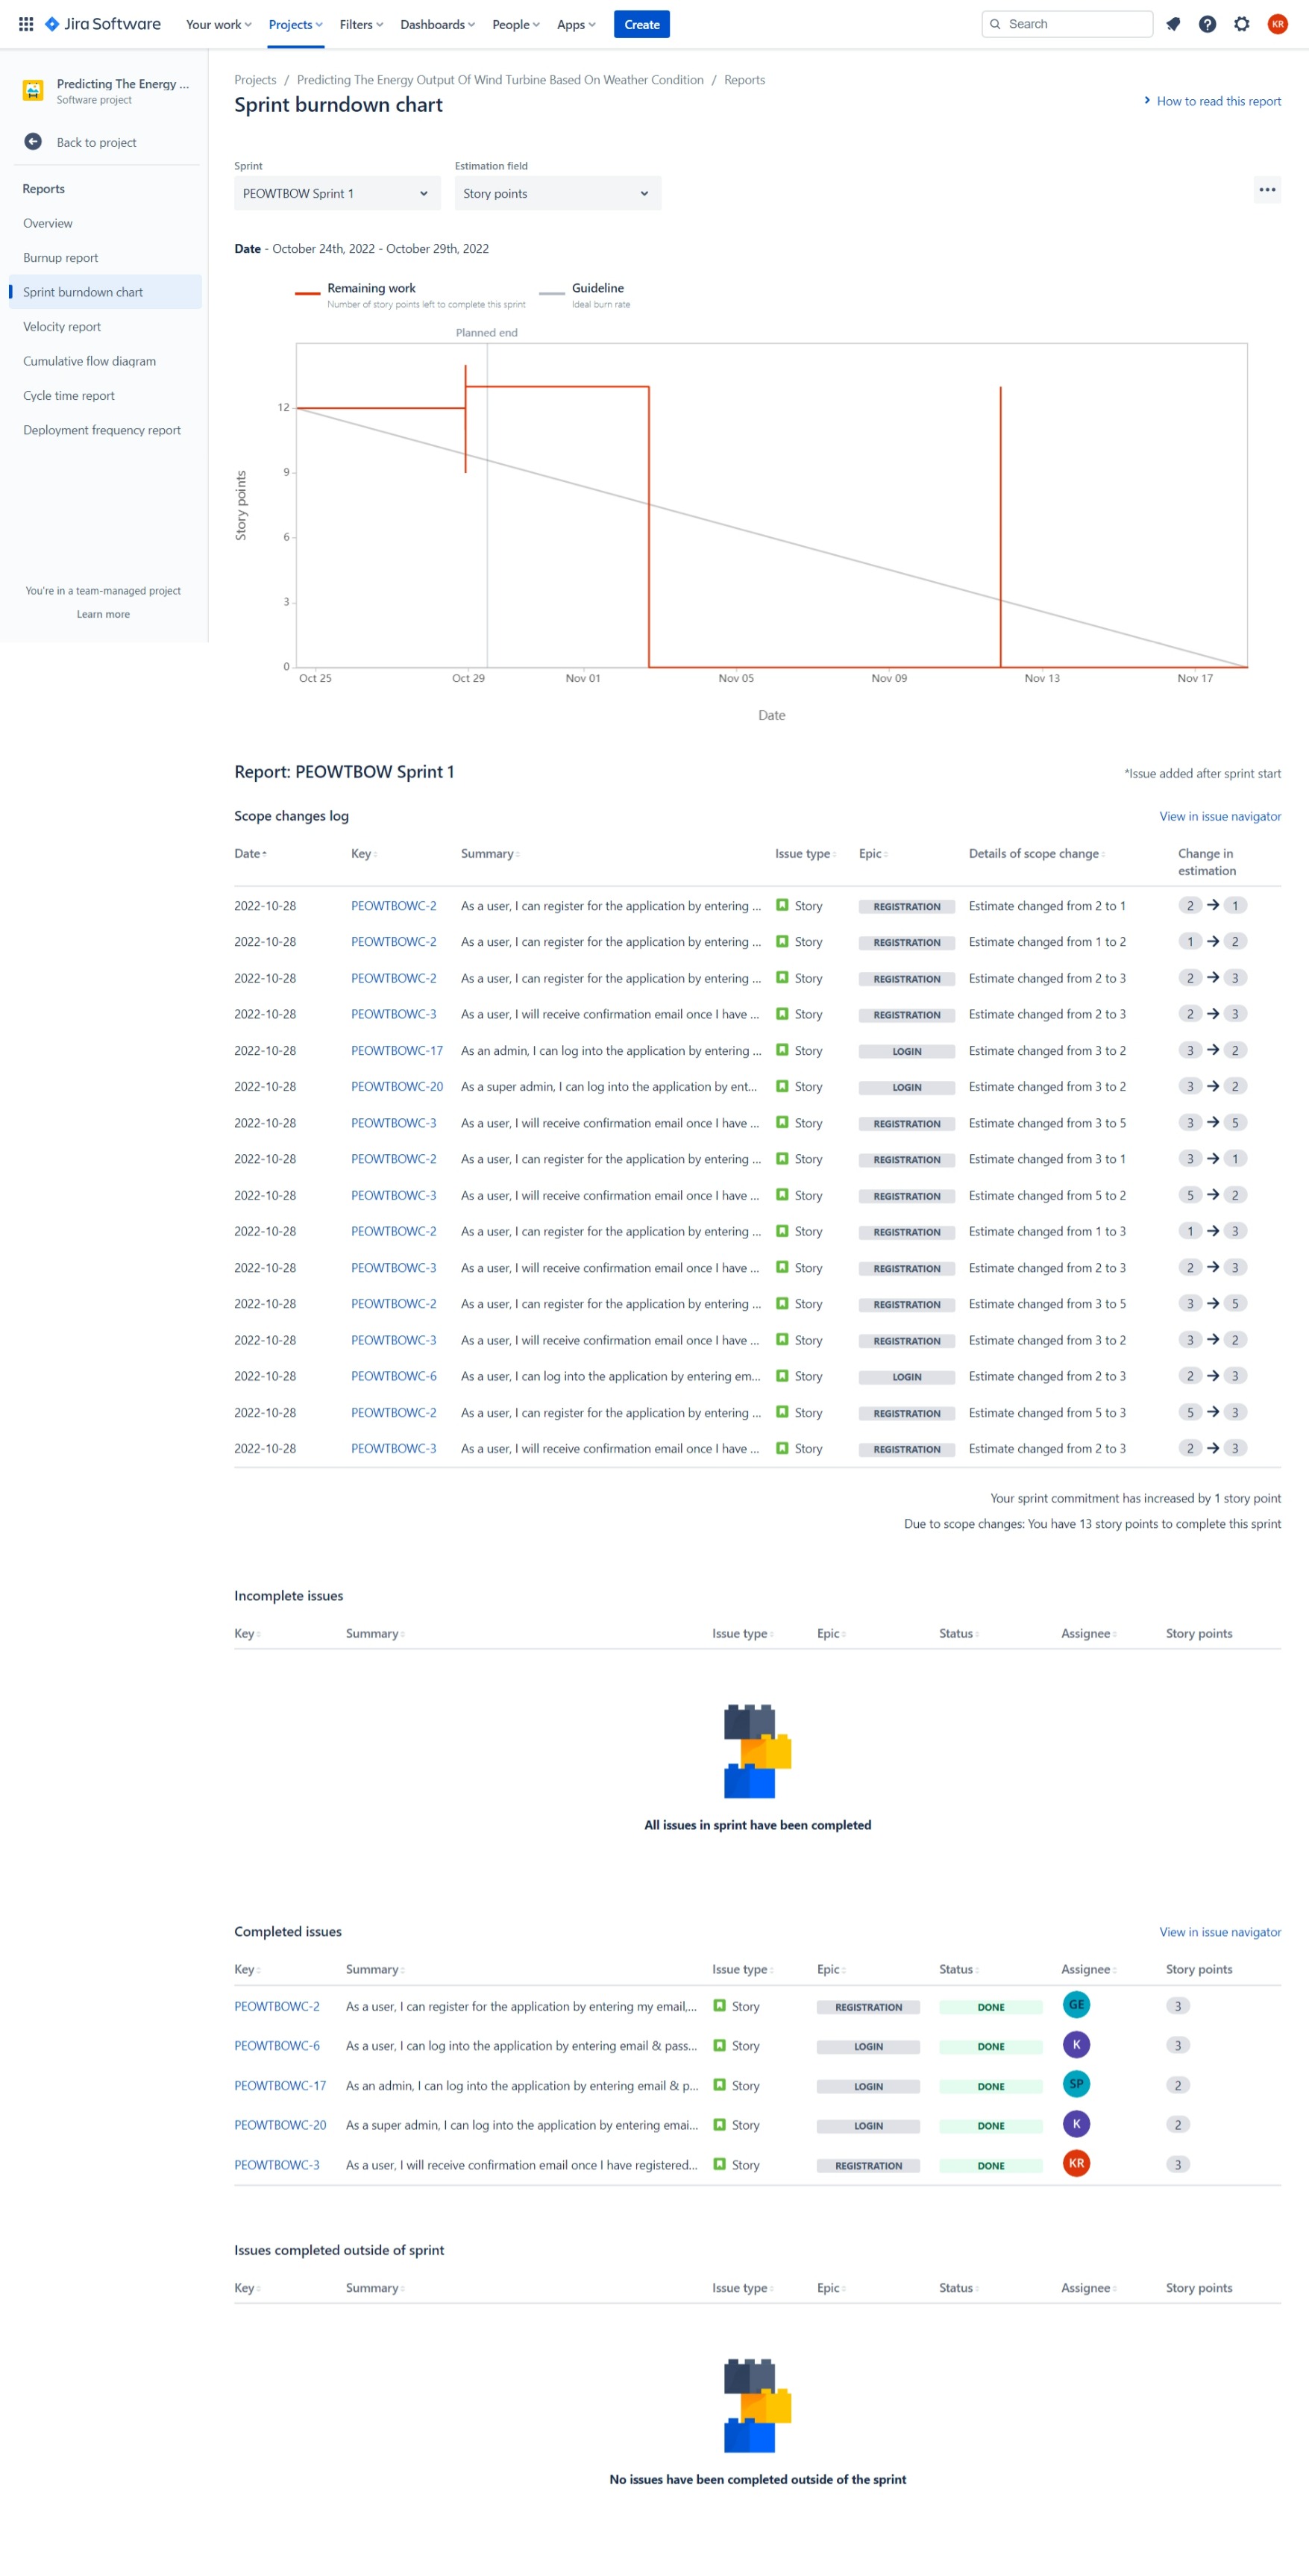 Jira Software Your work Projects Filters Dashboards People Apps Create Search KR
Predicting The Energy ...
Software project
Back to project
Reports
Overview
Burnup report
Sprint burndown chart
Velocity report
Cumulative flow diagram
Cycle time report
Deployment frequency report
You're in a team-managed project
Learn more
Projects / Predicting The Energy Output Of Wind Turbine Based On Weather Condition / Reports
Sprint burndown chart
How to read this report
Sprint Estimation field
PEOWTBOW Sprint 1 Story points
Date - October 24th, 2022 - October 29th, 2022
Remaining work Guideline
Number of story points left to complete this sprint Ideal burn rate
Planned end
12
9
6
3
0
Story points
Oct 25 Oct 29 Nov 01 Nov 05 Nov 09 Nov 13 Nov 17
Date
Report: PEOWTBOW Sprint 1
*Issue added after sprint start
Scope changes log View in issue navigator
Date Key Summary Issue type Epic Details of scope change Change in estimation
2022-10-28 PEOWTBOWC-2 As a user, I can register for the application by entering ... Story REGISTRATION Estimate changed from 2 to 1 2 → 1
2022-10-28 PEOWTBOWC-2 As a user, I can register for the application by entering ... Story REGISTRATION Estimate changed from 1 to 2 1 → 2
2022-10-28 PEOWTBOWC-2 As a user, I can register for the application by entering ... Story REGISTRATION Estimate changed from 2 to 3 2 → 3
2022-10-28 PEOWTBOWC-3 As a user, I will receive confirmation email once I have ... Story REGISTRATION Estimate changed from 2 to 3 2 → 3
2022-10-28 PEOWTBOWC-17 As an admin, I can log into the application by entering ... Story LOGIN Estimate changed from 3 to 2 3 → 2
2022-10-28 PEOWTBOWC-20 As a super admin, I can log into the application by ent... Story LOGIN Estimate changed from 3 to 2 3 → 2
2022-10-28 PEOWTBOWC-3 As a user, I will receive confirmation email once I have ... Story REGISTRATION Estimate changed from 3 to 5 3 → 5
2022-10-28 PEOWTBOWC-2 As a user, I can register for the application by entering ... Story REGISTRATION Estimate changed from 3 to 1 3 → 1
2022-10-28 PEOWTBOWC-3 As a user, I will receive confirmation email once I have ... Story REGISTRATION Estimate changed from 5 to 2 5 → 2
2022-10-28 PEOWTBOWC-2 As a user, I can register for the application by entering ... Story REGISTRATION Estimate changed from 1 to 3 1 → 3
2022-10-28 PEOWTBOWC-3 As a user, I will receive confirmation email once I have ... Story REGISTRATION Estimate changed from 2 to 3 2 → 3
2022-10-28 PEOWTBOWC-2 As a user, I can register for the application by entering ... Story REGISTRATION Estimate changed from 3 to 5 3 → 5
2022-10-28 PEOWTBOWC-3 As a user, I will receive confirmation email once I have ... Story REGISTRATION Estimate changed from 3 to 2 3 → 2
2022-10-28 PEOWTBOWC-6 As a user, I can log into the application by entering em... Story LOGIN Estimate changed from 2 to 3 2 → 3
2022-10-28 PEOWTBOWC-2 As a user, I can register for the application by entering ... Story REGISTRATION Estimate changed from 5 to 3 5 → 3
2022-10-28 PEOWTBOWC-3 As a user, I will receive confirmation email once I have ... Story REGISTRATION Estimate changed from 2 to 3 2 → 3
Your sprint commitment has increased by 1 story point
Due to scope changes: You have 13 story points to complete this sprint
Incomplete issues
Key Summary Issue type Epic Status Assignee Story points
All issues in sprint have been completed
Completed issues View in issue navigator
Key Summary Issue type Epic Status Assignee Story points
PEOWTBOWC-2 As a user, I can register for the application by entering my email,... Story REGISTRATION DONE GE 3
PEOWTBOWC-6 As a user, I can log into the application by entering email & pass... Story LOGIN DONE K 3
PEOWTBOWC-17 As an admin, I can log into the application by entering email & p... Story LOGIN DONE SP 2
PEOWTBOWC-20 As a super admin, I can log into the application by entering emai... Story LOGIN DONE K 2
PEOWTBOWC-3 As a user, I will receive confirmation email once I have registered... Story REGISTRATION DONE KR 3
Issues completed outside of sprint
Key Summary Issue type Epic Status Assignee Story points
No issues have been completed outside of the sprint